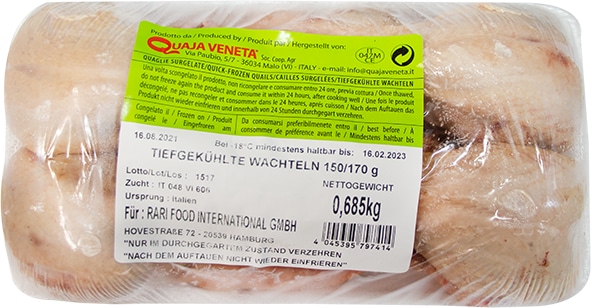 Prodotto da / Produced by / Produit par / Hergestellt von:
QUAJA VENETA® Soc. Coop. Agr.
Via Paubio, 5/7 - 36034 Malo (VI) - ITALY - e-mail: info@quajaveneta.it
IT
042M
CE
QUAGLIE SURGELATE/QUICK-FROZEN QUAILS/CAILLES SURGELÉES/TIEFGEKÜHLTE WACHTELN
Una volta scongelato il prodotto, non ricongelare e consumare entro 24 ore, previa cottura / Once thawed,
do not freeze again the product and consume it within 24 hours, after cooking well / Une fois le produit
décongelé, ne pas recongeler et consommer dans le 24 heures, après cuisson / Nach dem Auftauen das
Produkt nicht wieder einfrieren und innerhalb von 24 Stunden durchgegart verzehren.
Congelato il / Frozen on / Produit
congelé le / Eingefroren am
Da consumarsi preferibilmente entro il / best before / À
consommer de préférence avant le / Mindestens haltbar bis
16.08.2021 Bei -18°C mindestens haltbar bis: 16.02.2023
TIEFGEKÜHLTE WACHTELN 150/170 g
Lotto/Lot/Los : 1517
Zucht : IT 048 VI 606
Ursprung : Italien
NETTOGEWICHT
0,685kg
Für : RARI FOOD INTERNATIONAL GMBH
HOVESTRAßE 72 - 20539 HAMBURG
"NUR IM DURCHGEGARTEM ZUSTAND VERZEHREN
"NACH DEM AUFTAUEN NICHT WIEDER EINFRIEREN"
4 045395 797414